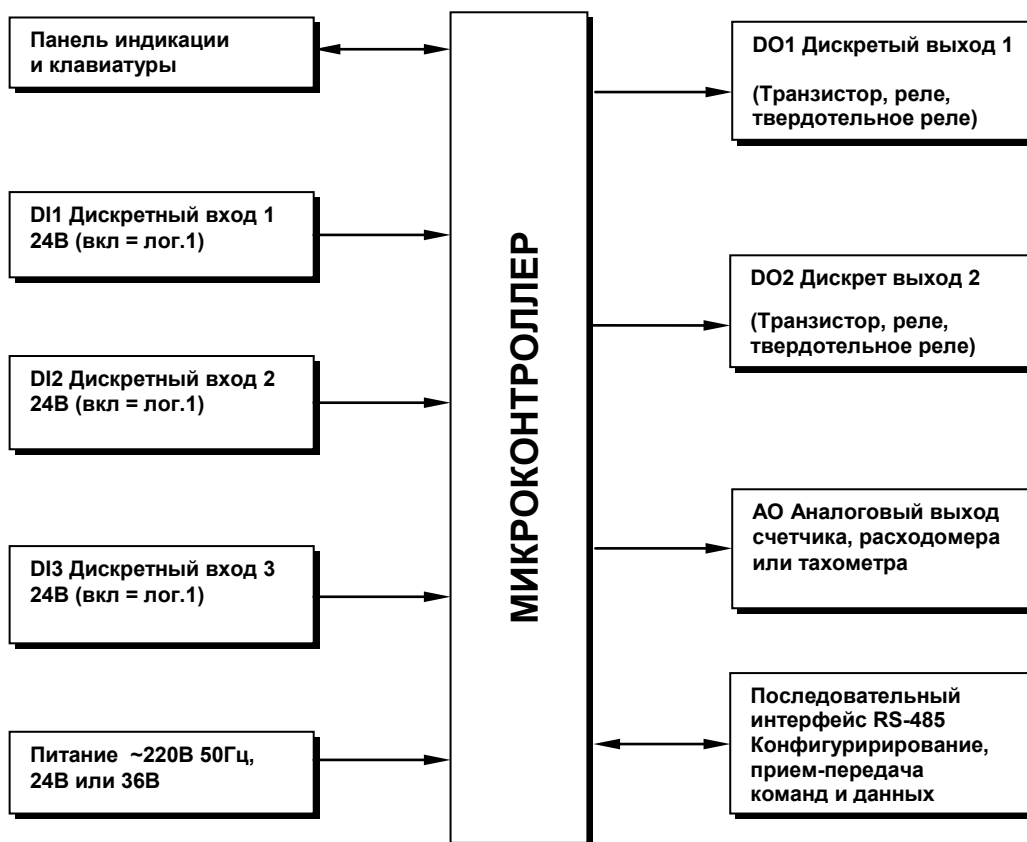 Панель индикации
и клавиатуры
DI1 Дискретный вход 1
24В (вкл = лог.1)
DI2 Дискретный вход 2
24В (вкл = лог.1)
DI3 Дискретный вход 3
24В (вкл = лог.1)
Питание ~220В 50Гц,
24В или 36В
МИКРОКОНТРОЛЛЕР
DO1 Дискретый выход 1
(Транзистор, реле,
твердотельное реле)
DO2 Дискрет выход 2
(Транзистор, реле,
твердотельное реле)
АО Аналоговый выход
счетчика, расходомера
или тахометра
Последовательный
интерфейс RS-485
Конфигуририрование,
прием-передача
команд и данных